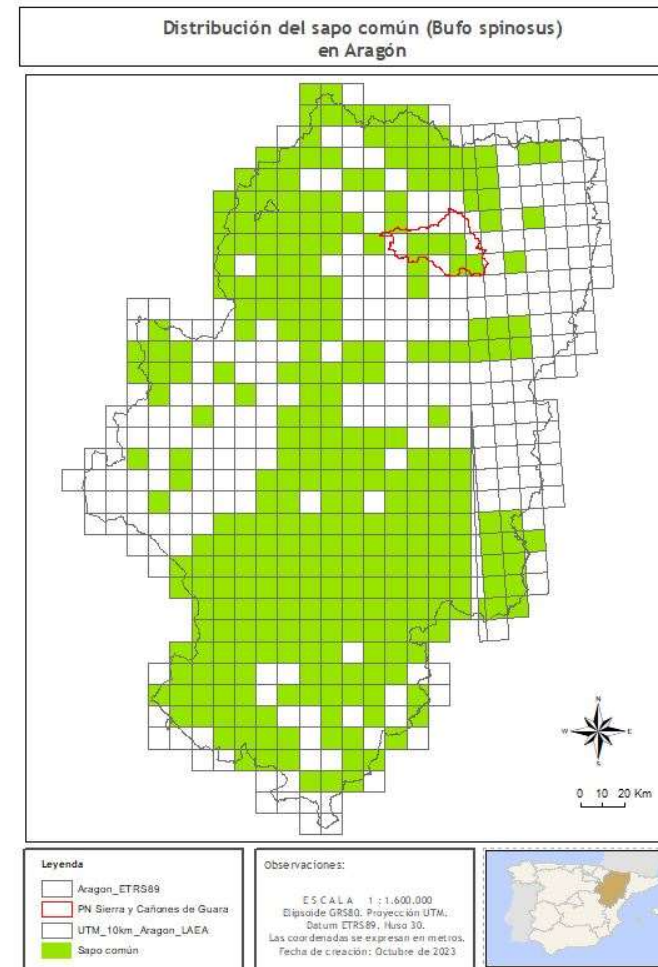 Distribución del sapo común (Bufo spinosus)
en Aragón
N
W
E
S
0 10 20 Km
Leyenda
Aragon_ETRS89
PN Sierra y Cañones de Guara
UTM_10km_Aragon_LAEA
Sapo común
Observaciones:
ESCALA 1:1.600.000
Elipsoide GRS80. Proyección UTM.
Datum ETRS89. Huso 30.
Las coordenadas se expresan en metros.
Fecha de creación: Octubre de 2023